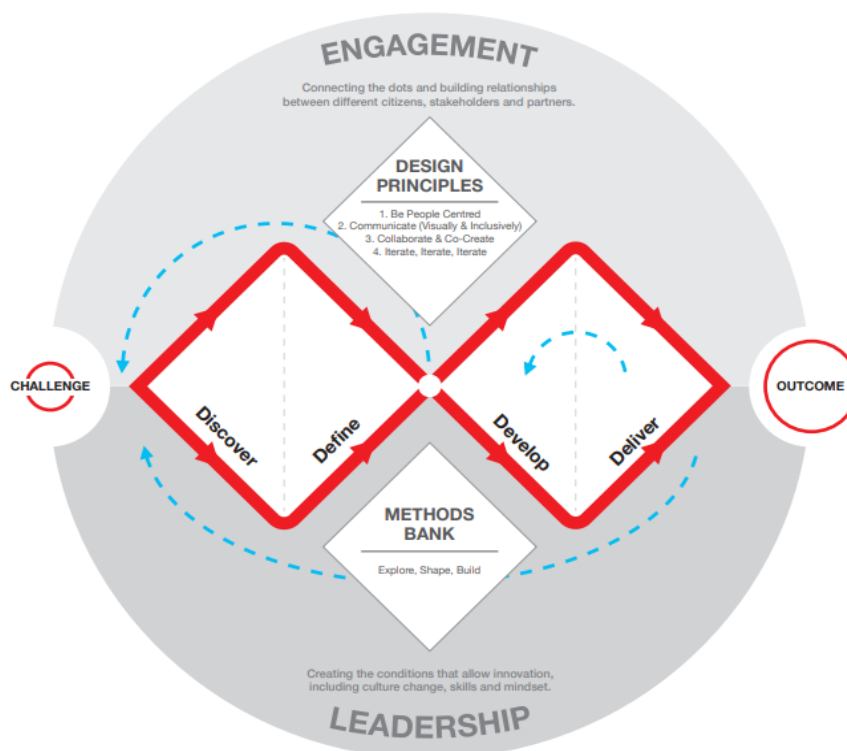 ENGAGEMENT
Connecting the dots and building relationships
between different citizens, stakeholders and partners.
DESIGN
PRINCIPLES
1. Be People Centred
2. Communicate (Visually & Inclusively)
3. Collaborate & Co-Create
4. Iterate, Iterate, Iterate
CHALLENGE
OUTCOME
Discover
Define
Develop
Deliver
METHODS
BANK
Explore, Shape, Build
Creating the conditions that allow innovation,
including culture change, skills and mindset.
LEADERSHIP